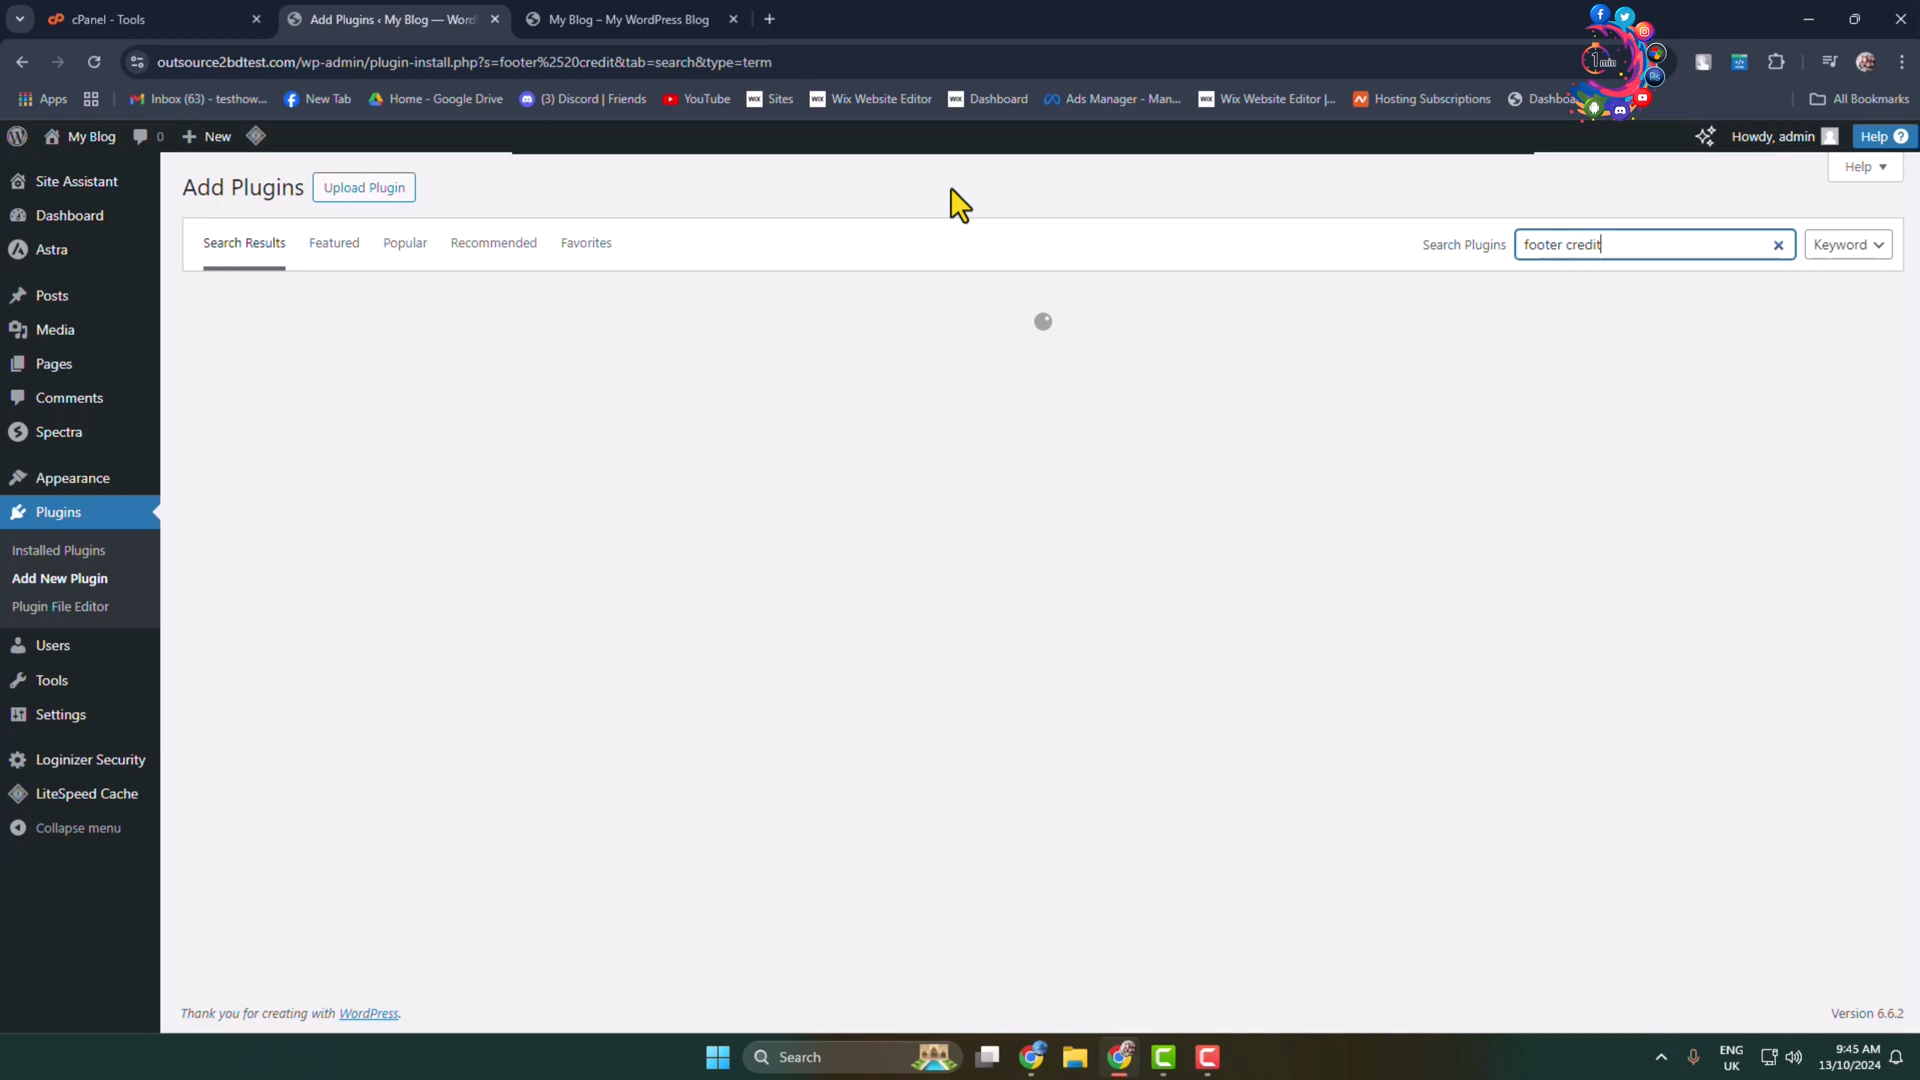 cPanel - Tools
Add Plugins ‹ My Blog — Word
My Blog – My WordPress Blog
outsource2bdtest.com/wp-admin/plugin-install.php?s=footer%2520credit&tab=search&type=term
Apps
Inbox (63) - testhow...
New Tab
Home - Google Drive
(3) Discord | Friends
YouTube
WIX Sites
WIX Wix Website Editor
WIX Dashboard
Ads Manager - Man...
WIX Wix Website Editor |...
Hosting Subscriptions
All Bookmarks
1min
Ps
My Blog
0
New
Howdy, admin
Help ?
Site Assistant
Dashboard
Astra
Posts
Media
Pages
Comments
Spectra
Appearance
Plugins
Installed Plugins
Add New Plugin
Plugin File Editor
Users
Tools
Settings
Loginizer Security
LiteSpeed Cache
Collapse menu
Help
Add Plugins
Upload Plugin
Search Results
Featured
Popular
Recommended
Favorites
Search Plugins
footer credit
Keyword
Thank you for creating with WordPress.
Version 6.6.2
Search
ENG
UK
9:45 AM
13/10/2024